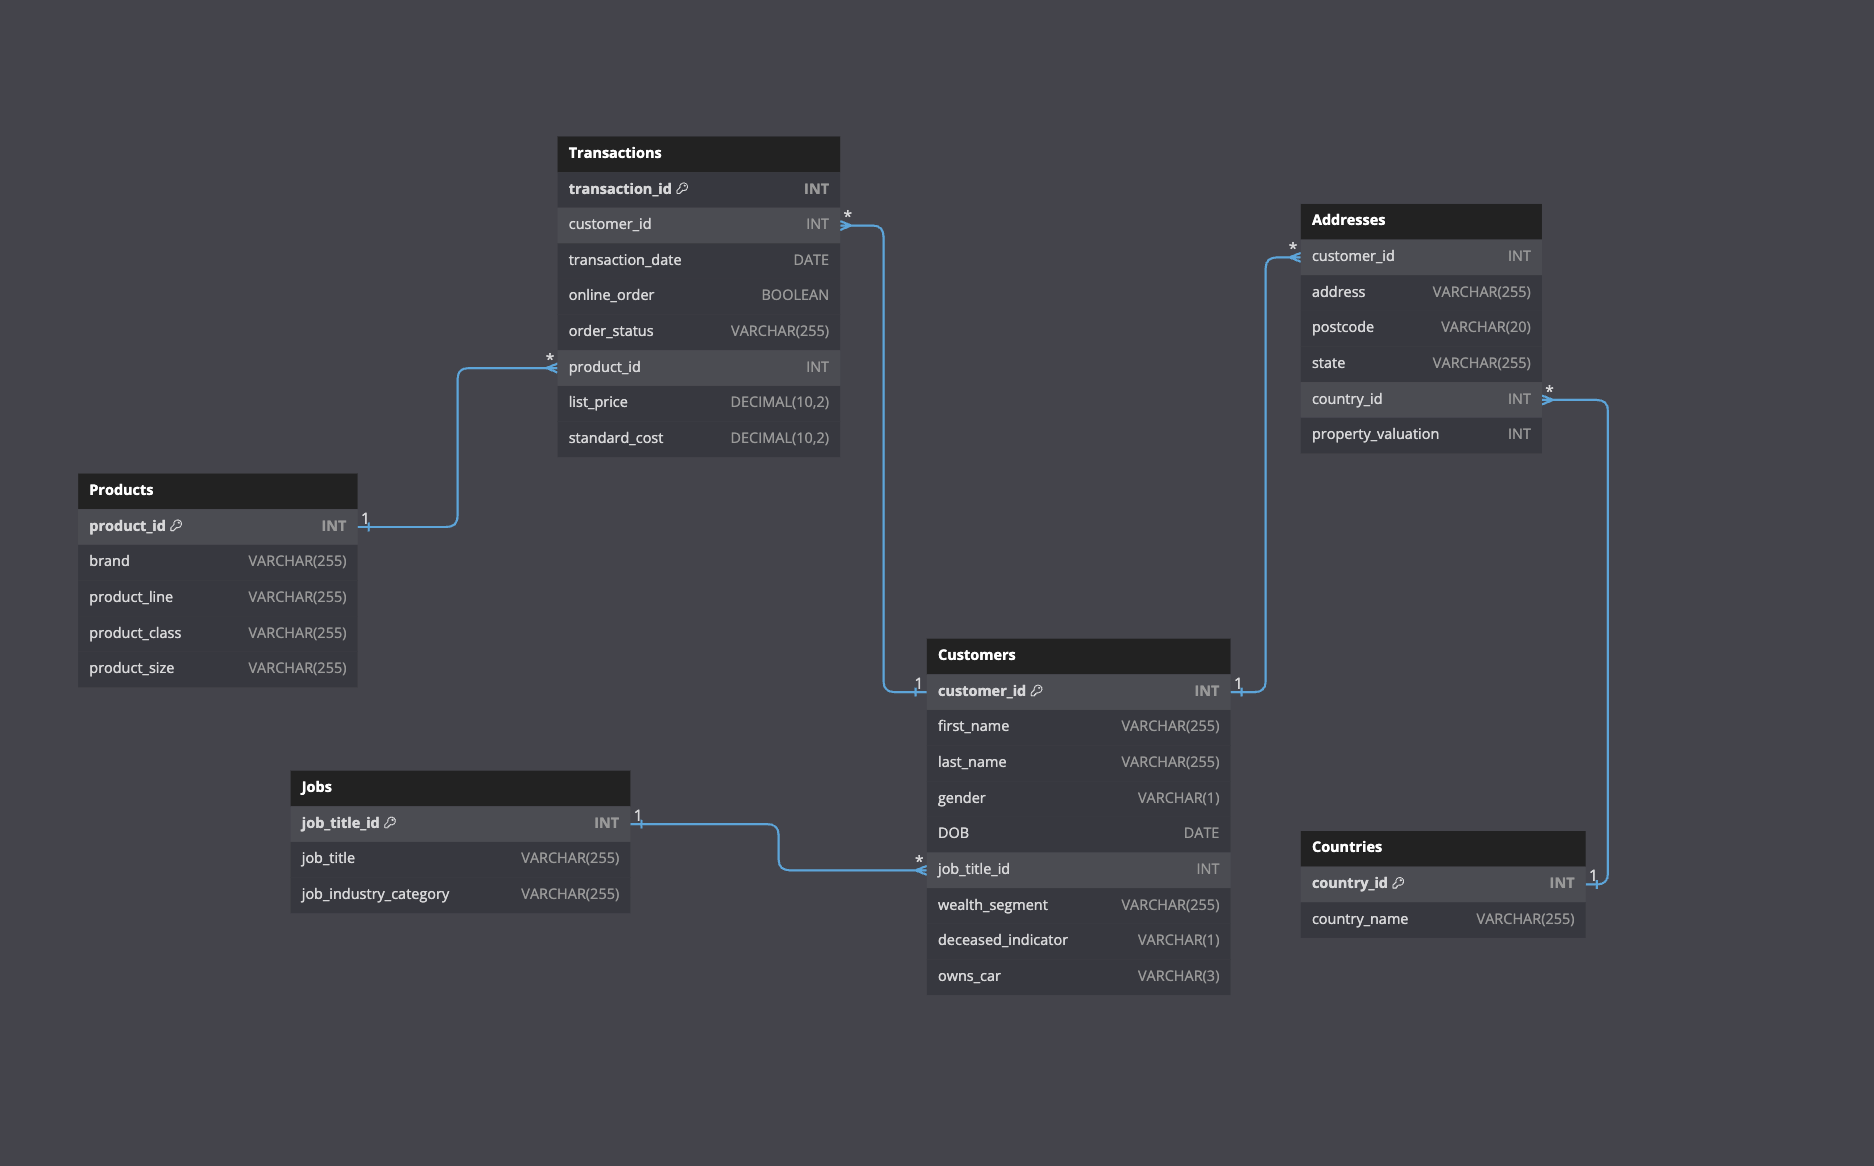 Transactions
transaction_id INT
customer_id INT
transaction_date DATE
online_order BOOLEAN
order_status VARCHAR(255)
product_id INT
list_price DECIMAL(10,2)
standard_cost DECIMAL(10,2)
*
*
Addresses
customer_id INT
address VARCHAR(255)
postcode VARCHAR(20)
state VARCHAR(255)
country_id INT
property_valuation INT
*
*
Products
product_id INT
brand VARCHAR(255)
product_line VARCHAR(255)
product_class VARCHAR(255)
product_size VARCHAR(255)
1
Customers
customer_id INT
first_name VARCHAR(255)
last_name VARCHAR(255)
gender VARCHAR(1)
DOB DATE
job_title_id INT
wealth_segment VARCHAR(255)
deceased_indicator VARCHAR(1)
owns_car VARCHAR(3)
1
1
*
Jobs
job_title_id INT
job_title VARCHAR(255)
job_industry_category VARCHAR(255)
1
Countries
country_id INT
country_name VARCHAR(255)
1